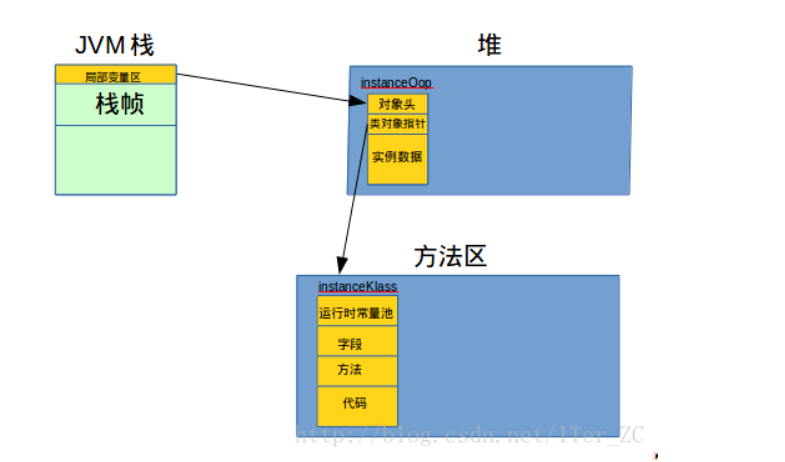 JVM 栈
局部变量区
栈帧
堆
instanceOop
对象头
类对象指针
实例数据
方法区
instanceKlass
运行时常量池
字段
方法
代码
http://blog.csdn.net/ITer_ZC